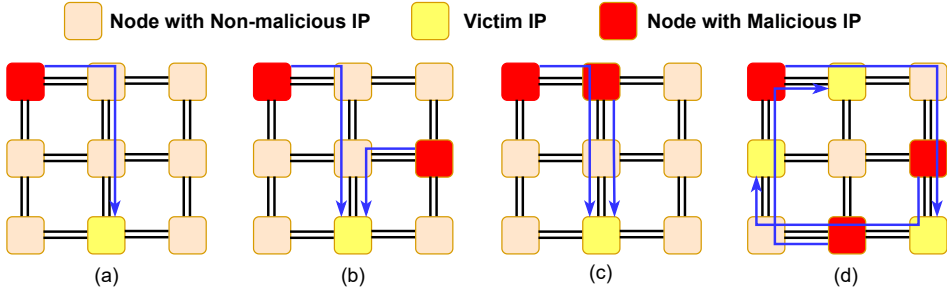 Node with Non-malicious IP Victim IP Node with Malicious IP
(a) (b) (c) (d)